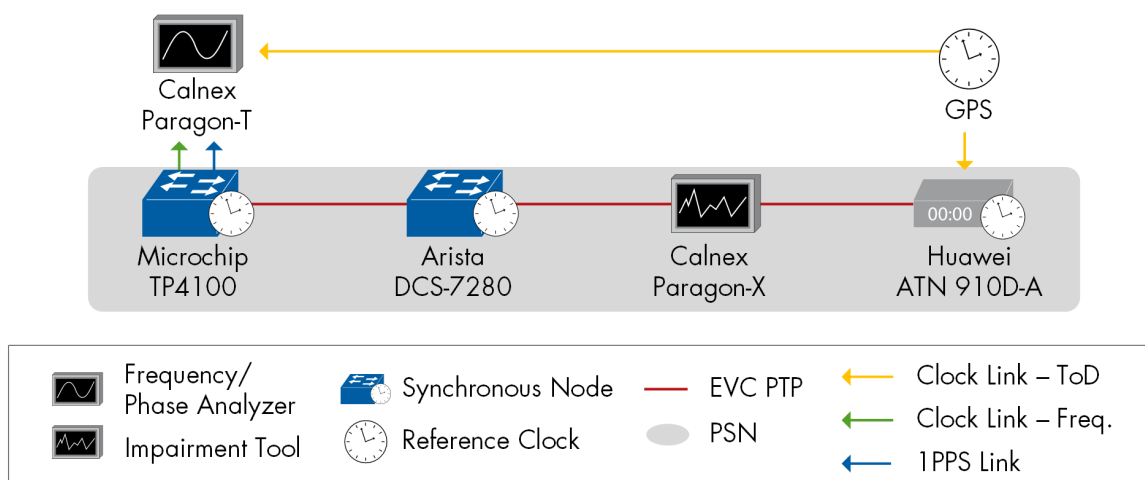 Calnex
Paragon-T
GPS
00:00
Microchip
TP4100
Arista
DCS-7280
Calnex
Paragon-X
Huawei
ATN 910D-A
Frequency/
Phase Analyzer
Impairment Tool
Synchronous Node
Reference Clock
EVC PTP
PSN
Clock Link – ToD
Clock Link – Freq.
1PPS Link